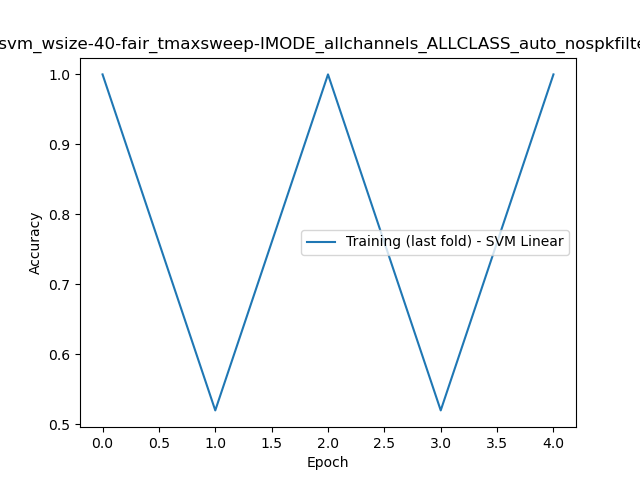 svm_wsize-40-fair_tmaxsweep-IMODE_allchannels_ALLCLASS_auto_nospkfilte
1.0
0.9
0.8
0.7
0.6
0.5
Accuracy
Training (last fold) - SVM Linear
0.0 0.5 1.0 1.5 2.0 2.5 3.0 3.5 4.0
Epoch